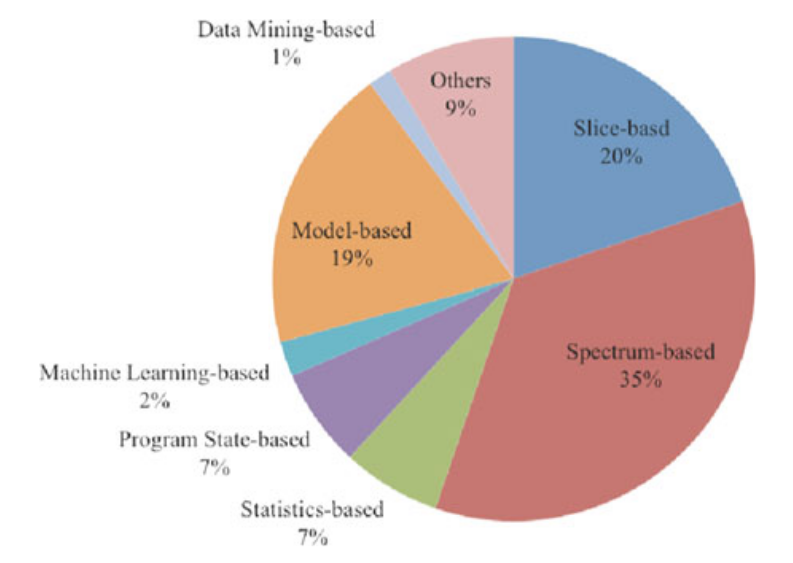 Data Mining-based
1%
Others
9%
Slice-basd
20%
Model-based
19%
Spectrum-based
35%
Machine Learning-based
2%
Program State-based
7%
Statistics-based
7%